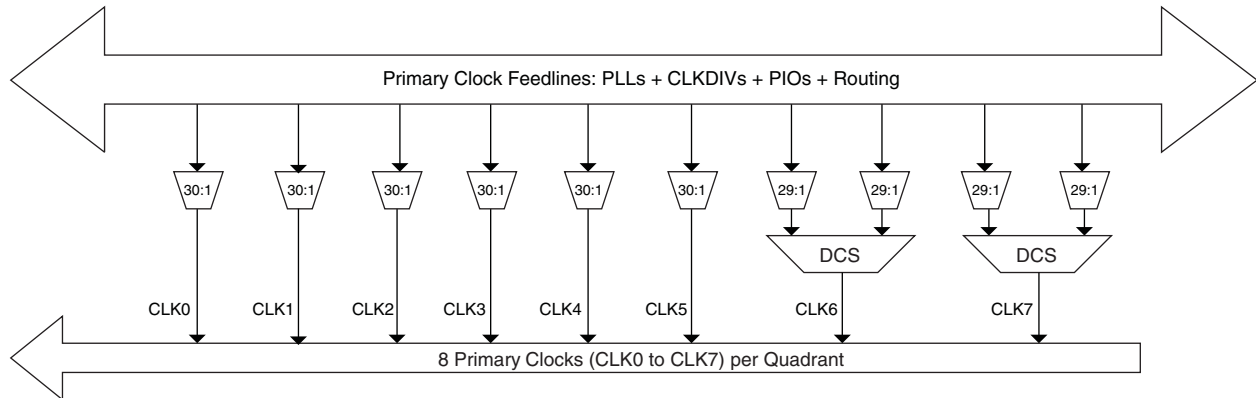 Primary Clock Feedlines: PLLs + CLKDIVs + PIOs + Routing
30:1 30:1 30:1 30:1 30:1 30:1 29:1 29:1 29:1 29:1
DCS DCS
CLK0 CLK1 CLK2 CLK3 CLK4 CLK5 CLK6 CLK7
8 Primary Clocks (CLK0 to CLK7) per Quadrant